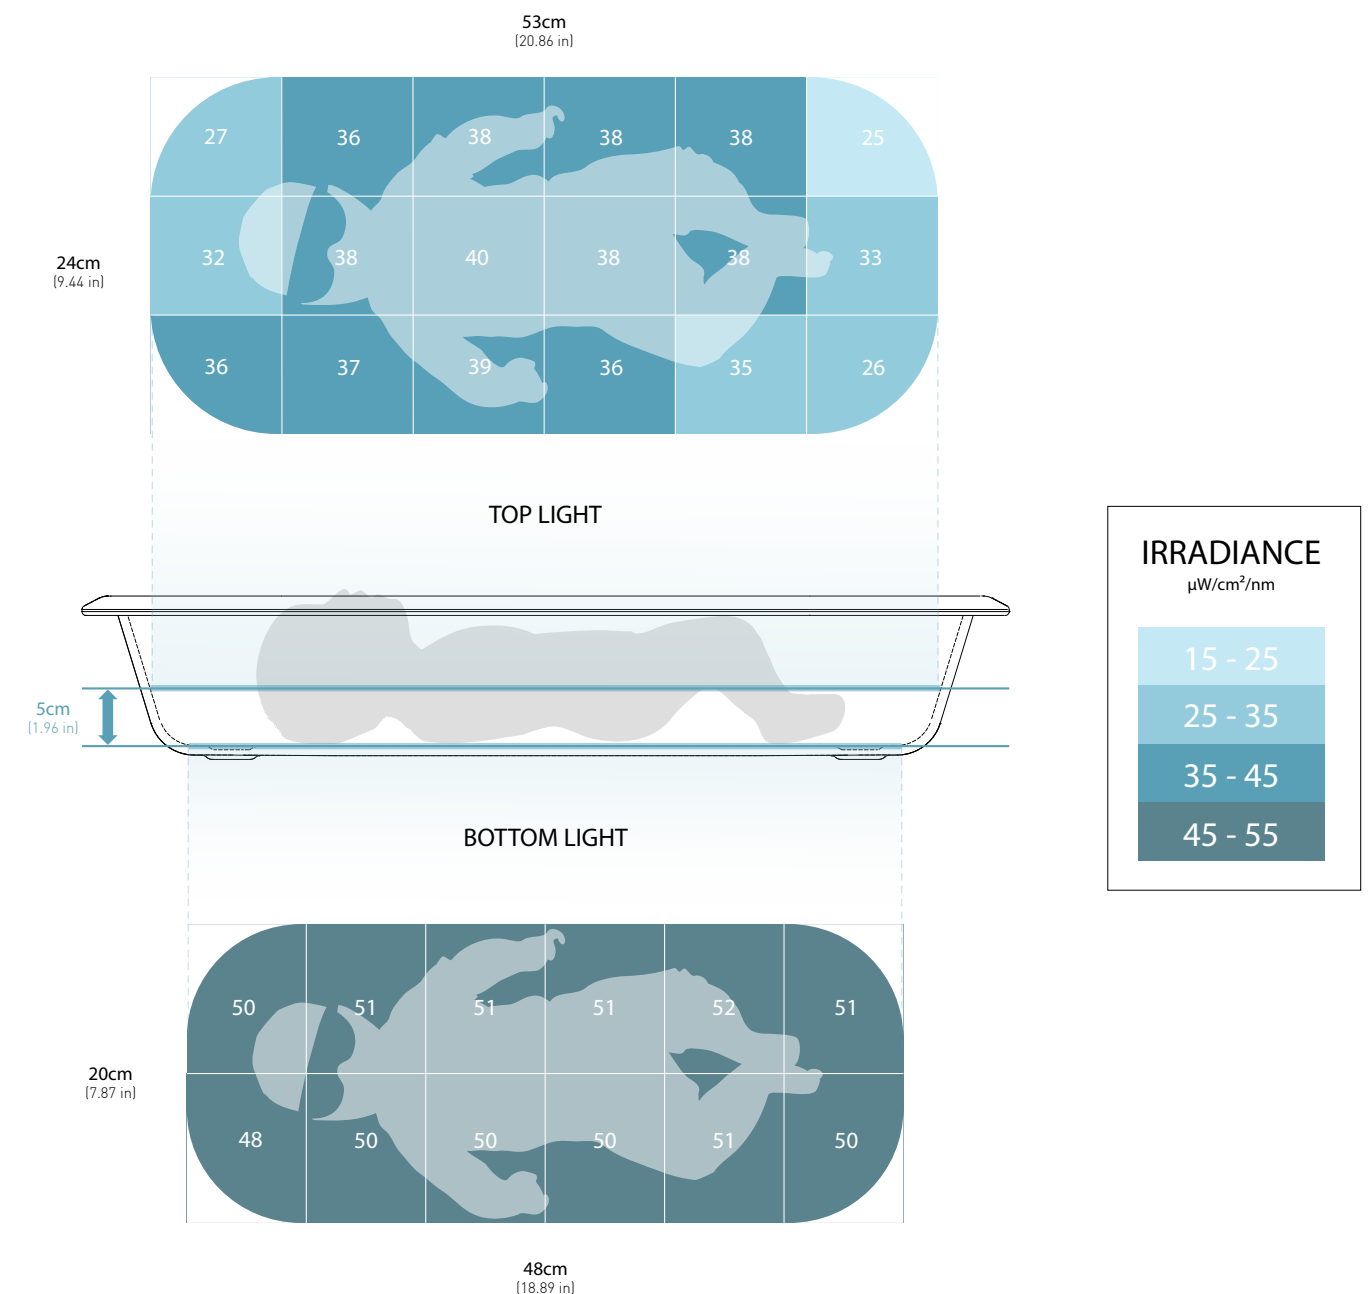 53cm
(20.86 in)
27 36 38 38 38 25
24cm
(9.44 in)
32 38 40 38 38 33
36 37 39 36 35 26
TOP LIGHT
IRRADIANCE
µW/cm²/nm
15 - 25
25 - 35
35 - 45
45 - 55
5cm
(1.96 in)
BOTTOM LIGHT
50 51 51 51 52 51
20cm
(7.87 in)
48 50 50 50 51 50
48cm
(18.89 in)